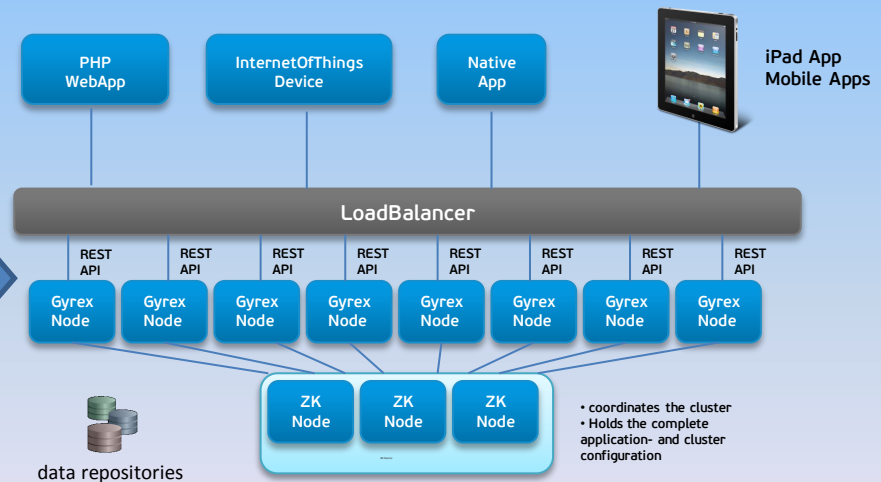 PHP
WebApp
InternetOfThings
Device
Native
App
iPad App
Mobile Apps
LoadBalancer
REST
API
REST
API
REST
API
REST
API
REST
API
REST
API
REST
API
REST
API
Gyrex
Node
Gyrex
Node
Gyrex
Node
Gyrex
Node
Gyrex
Node
Gyrex
Node
Gyrex
Node
Gyrex
Node
ZK
Node
ZK
Node
ZK
Node
• coordinates the cluster
• Holds the complete
application- and cluster
configuration
data repositories